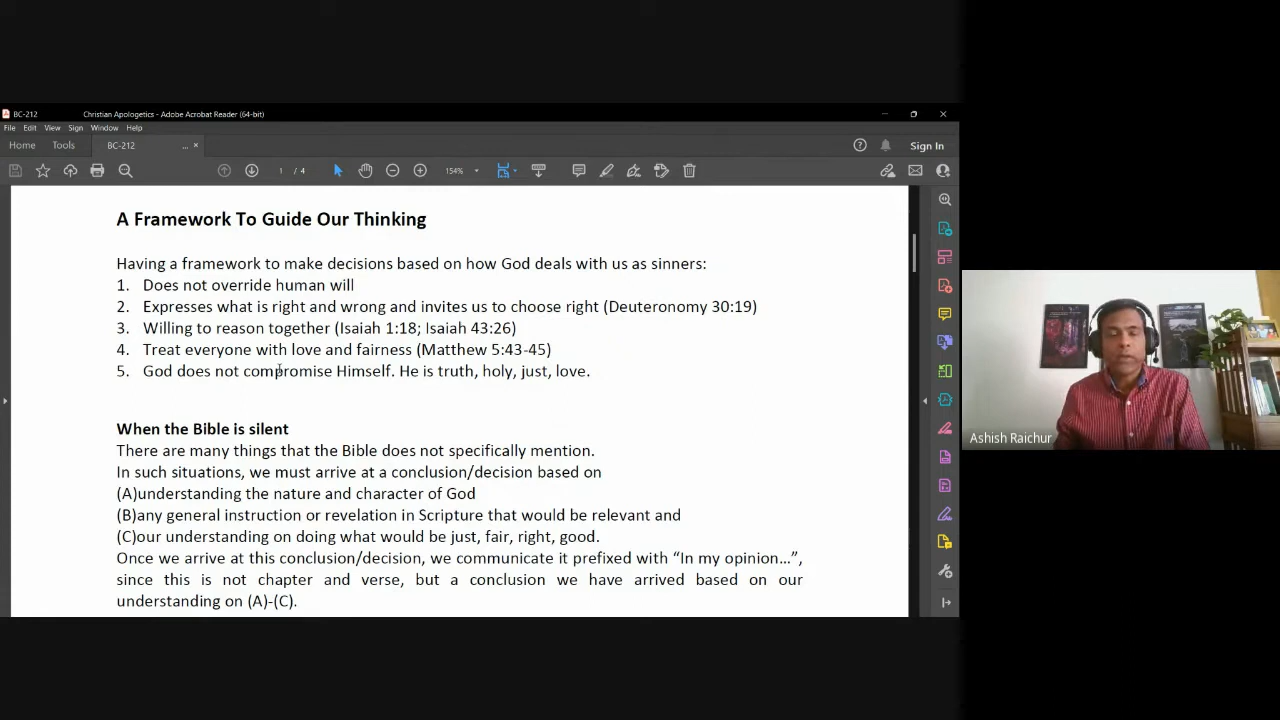 BC-212 Christian Apologetics - Adobe Acrobat Reader (64-bit)
File Edit View Sign Window Help
Home Tools BC-212 ... × Sign In
1 / 4 154%
A Framework To Guide Our Thinking
Having a framework to make decisions based on how God deals with us as sinners:
1. Does not override human will
2. Expresses what is right and wrong and invites us to choose right (Deuteronomy 30:19)
3. Willing to reason together (Isaiah 1:18; Isaiah 43:26)
4. Treat everyone with love and fairness (Matthew 5:43-45)
5. God does not compromise Himself. He is truth, holy, just, love.
When the Bible is silent
There are many things that the Bible does not specifically mention.
In such situations, we must arrive at a conclusion/decision based on
(A)understanding the nature and character of God
(B)any general instruction or revelation in Scripture that would be relevant and
(C)our understanding on doing what would be just, fair, right, good.
Once we arrive at this conclusion/decision, we communicate it prefixed with “In my opinion...”,
since this is not chapter and verse, but a conclusion we have arrived based on our
understanding on (A)-(C).
Ashish Raichur